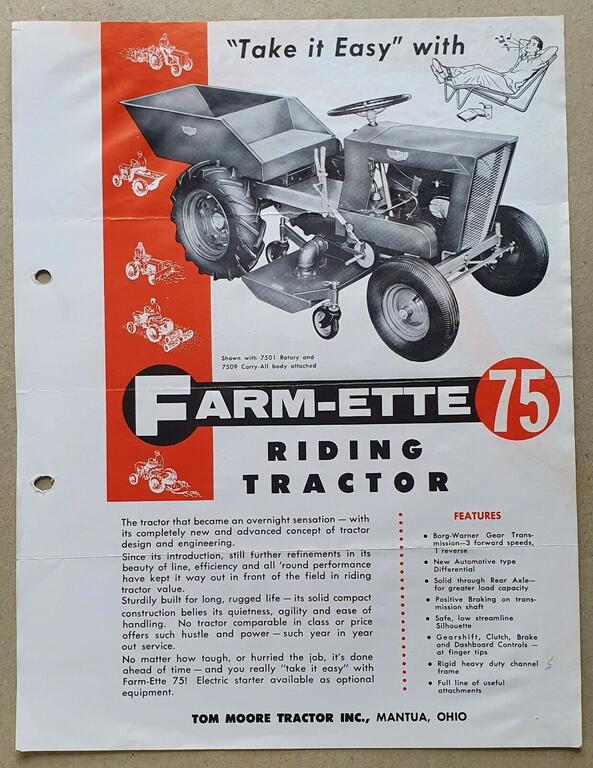 "Take it Easy" with
Shown with 7501 Rotary and
7509 Carry-All body attached
FARM-ETTE 75
RIDING
TRACTOR
The tractor that became an overnight sensation — with
its completely new and advanced concept of tractor
design and engineering.
Since its introduction, still further refinements in its
beauty of line, efficiency and all 'round performance
have kept it way out in front of the field in riding
tractor value.
Sturdily built for long, rugged life — its solid compact
construction belies its quietness, agility and ease of
handling. No tractor comparable in class or price
offers such hustle and power — such year in year
out service.
No matter how tough, or hurried the job, it's done
ahead of time — and you really "take it easy" with
Farm-Ette 75! Electric starter available as optional
equipment.
FEATURES
• Borg-Warner Gear Trans-
mission—3 forward speeds,
1 reverse
• New Automotive type
Differential
• Solid through Rear Axle—
for greater load capacity
• Positive Braking on trans-
mission shaft
• Safe, low streamline
Silhouette
• Gearshift, Clutch, Brake
and Dashboard Controls —
at finger tips
• Rigid heavy duty channel
frame
• Full line of useful
attachments
TOM MOORE TRACTOR INC., MANTUA, OHIO